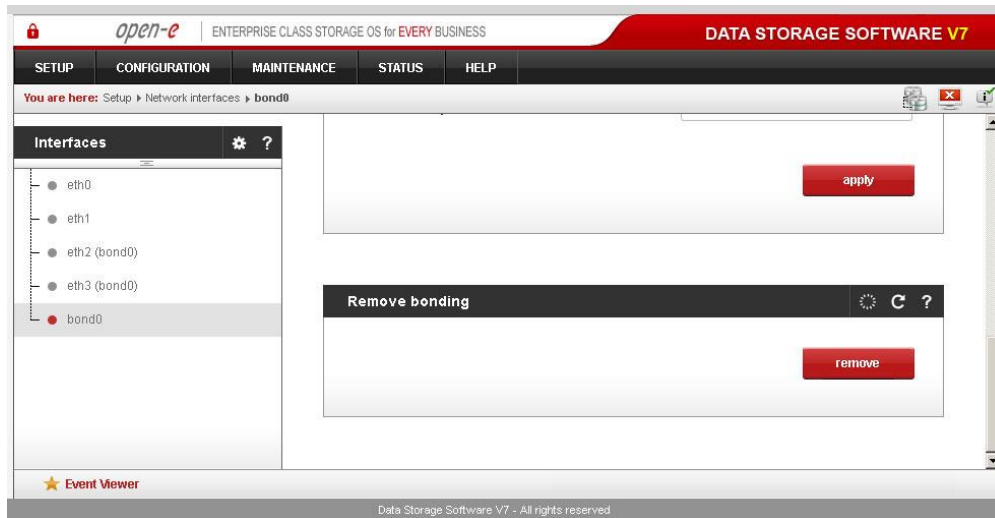 open-e ENTERPRISE CLASS STORAGE OS for EVERY BUSINESS DATA STORAGE SOFTWARE V7
SETUP CONFIGURATION MAINTENANCE STATUS HELP
You are here: Setup Network interfaces bond0
Interfaces ?
eth0
eth1
eth2 (bond0)
eth3 (bond0)
bond0
apply
Remove bonding ?
remove
Event Viewer
Data Storage Software V7 - All rights reserved